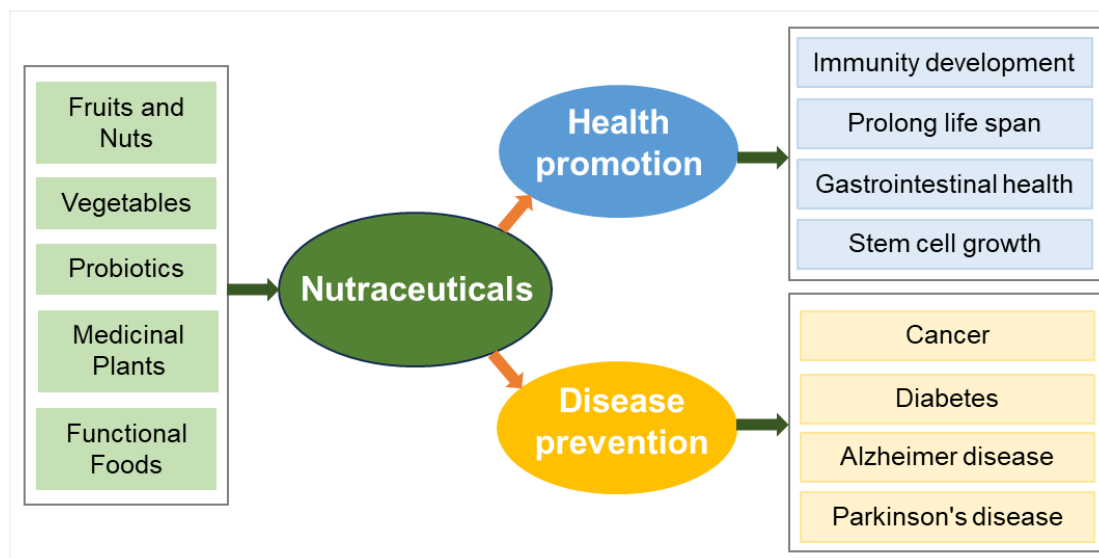 Fruits and
Nuts
Vegetables
Probiotics
Medicinal
Plants
Functional
Foods
Nutraceuticals
Health
promotion
Disease
prevention
Immunity development
Prolong life span
Gastrointestinal health
Stem cell growth
Cancer
Diabetes
Alzheimer disease
Parkinson's disease